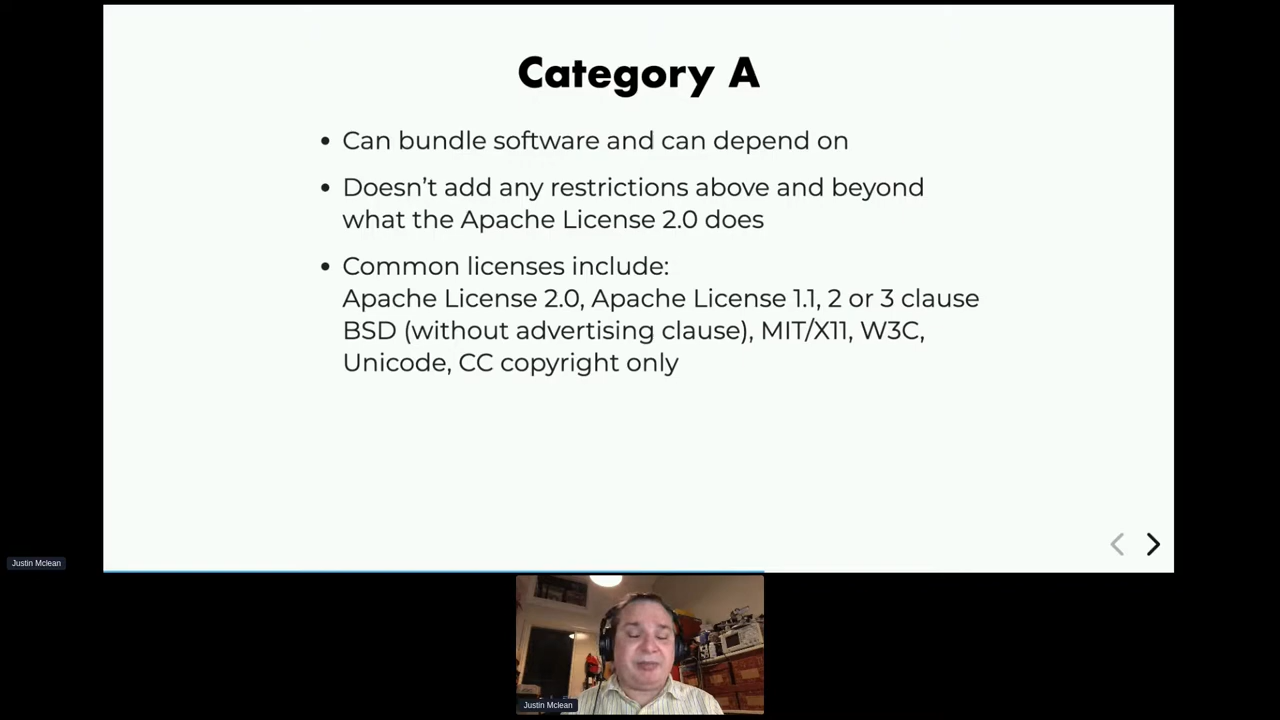 Category A
• Can bundle software and can depend on
• Doesn’t add any restrictions above and beyond
what the Apache License 2.0 does
• Common licenses include:
Apache License 2.0, Apache License 1.1, 2 or 3 clause
BSD (without advertising clause), MIT/X11, W3C,
Unicode, CC copyright only
Justin Mclean
Justin Mclean